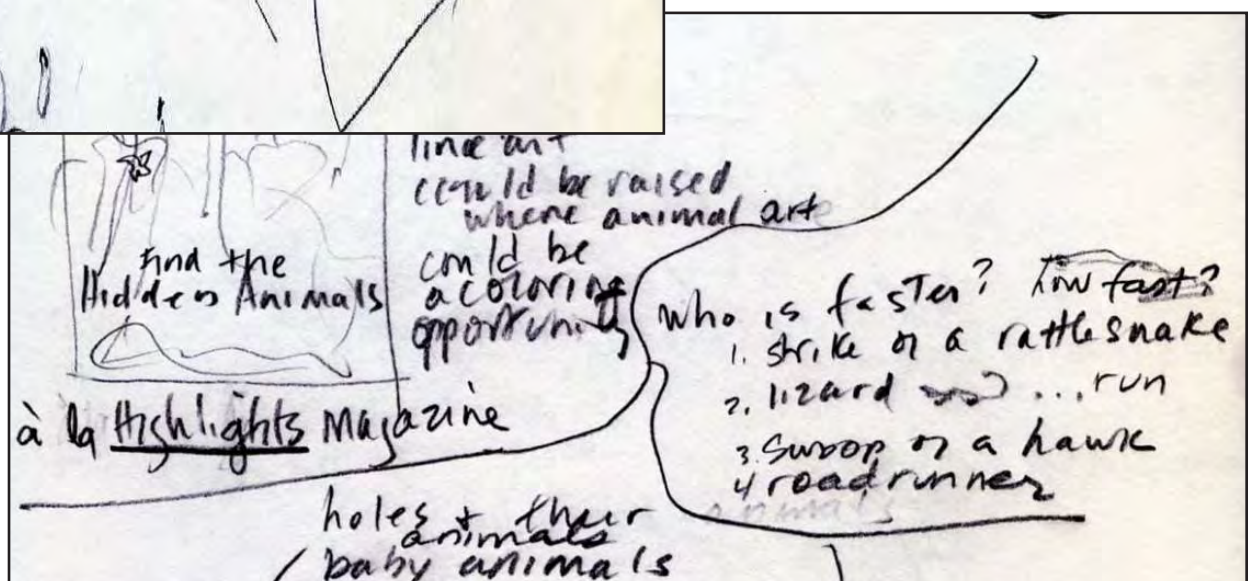 line art
could be raised
where animal art
could be
a coloring
opportunity
Find the
Hidden Animals
à la Highlights Magazine
who is faster? How fast?
1. strike of a rattlesnake
2. lizard ... run
3. swoop of a hawk
4 roadrunner
animals
holes + their
animals
baby animals